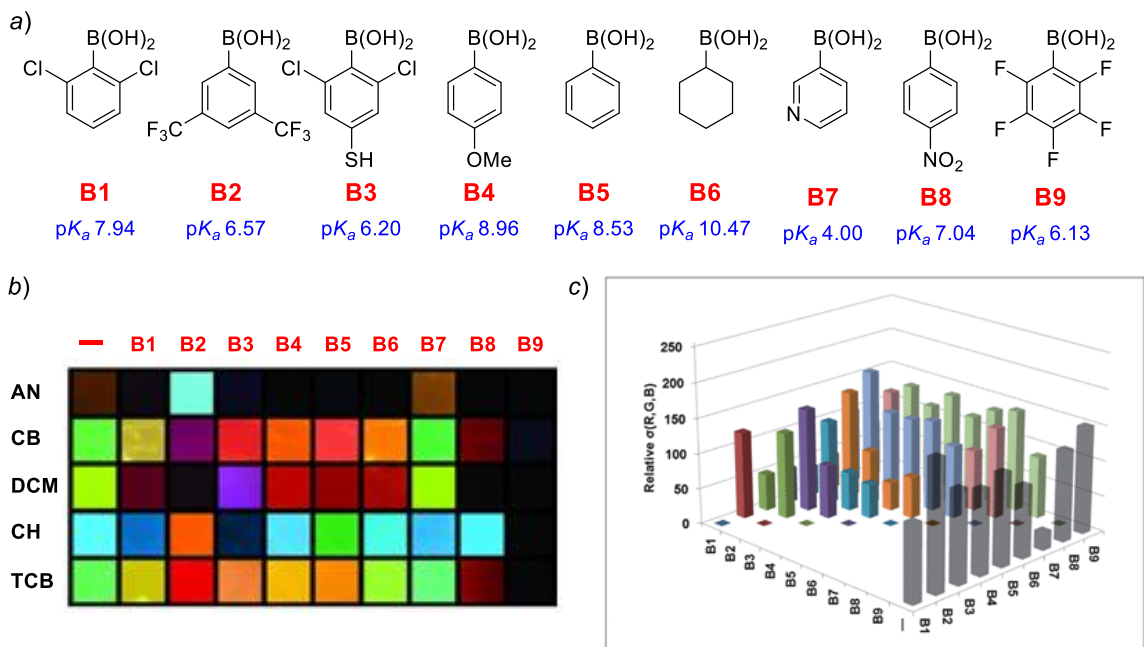 a)
B(OH)2 B(OH)2 B(OH)2 B(OH)2 B(OH)2 B(OH)2 B(OH)2 B(OH)2 B(OH)2
Cl Cl Cl Cl F F
F3C CF3 N F F
SH OMe NO2 F
B1 B2 B3 B4 B5 B6 B7 B8 B9
pKa 7.94 pKa 6.57 pKa 6.20 pKa 8.96 pKa 8.53 pKa 10.47 pKa 4.00 pKa 7.04 pKa 6.13
b)
— B1 B2 B3 B4 B5 B6 B7 B8 B9
AN
CB
DCM
CH
TCB
c)
Relative σ(R,G,B)
250
200
150
100
50
0
B1
B2
B3
B4
B5
B6
B7
B8
B9
—
B1
B2
B3
B4
B5
B6
B7
B8
B9